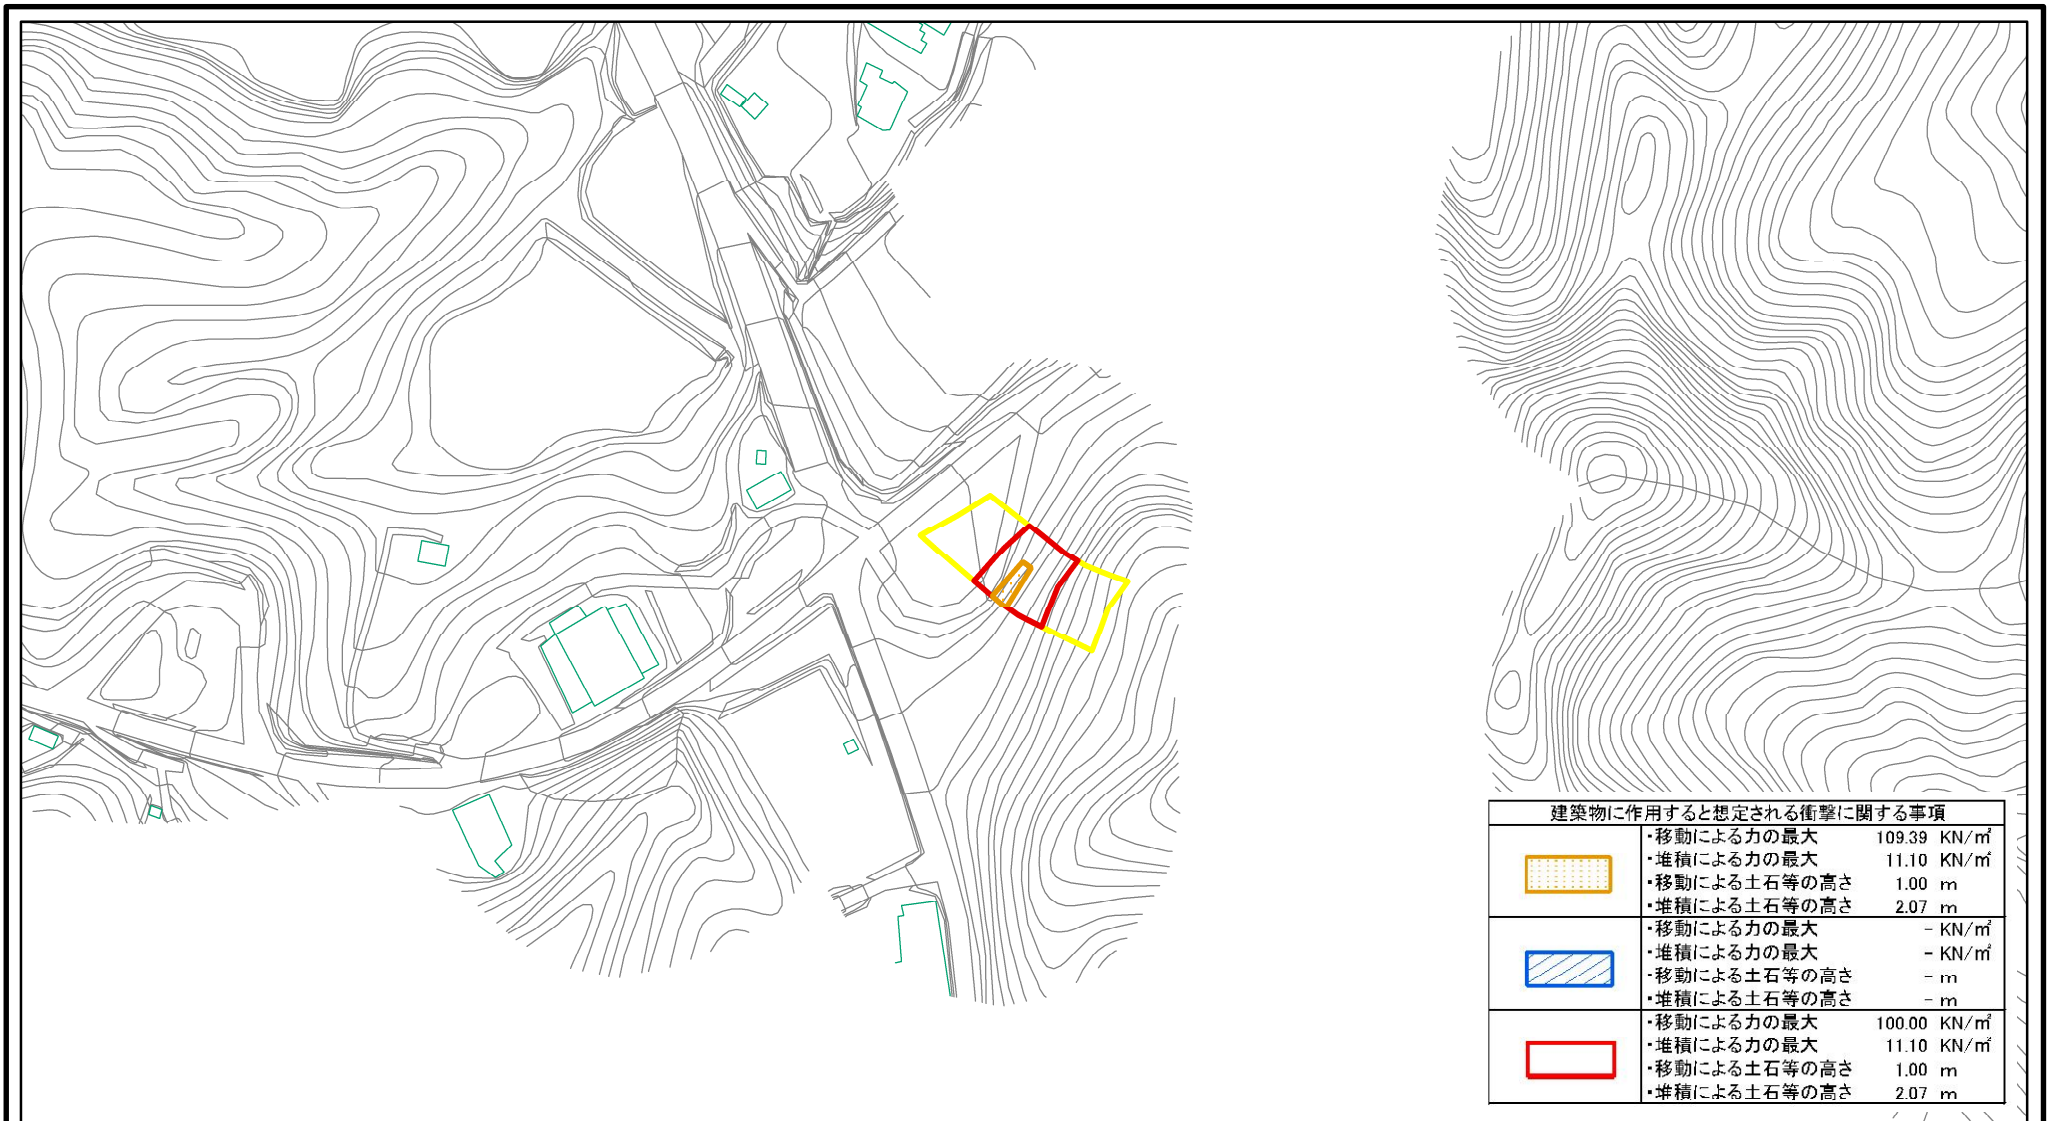 建築物に作用すると想定される衝撃に関する事項
・移動による力の最大 109.39 KN/㎡
・堆積による力の最大 11.10 KN/㎡
・移動による土石等の高さ 1.00 m
・堆積による土石等の高さ 2.07 m
・移動による力の最大 - KN/㎡
・堆積による力の最大 - KN/㎡
・移動による土石等の高さ - m
・堆積による土石等の高さ - m
・移動による力の最大 100.00 KN/㎡
・堆積による力の最大 11.10 KN/㎡
・移動による土石等の高さ 1.00 m
・堆積による土石等の高さ 2.07 m